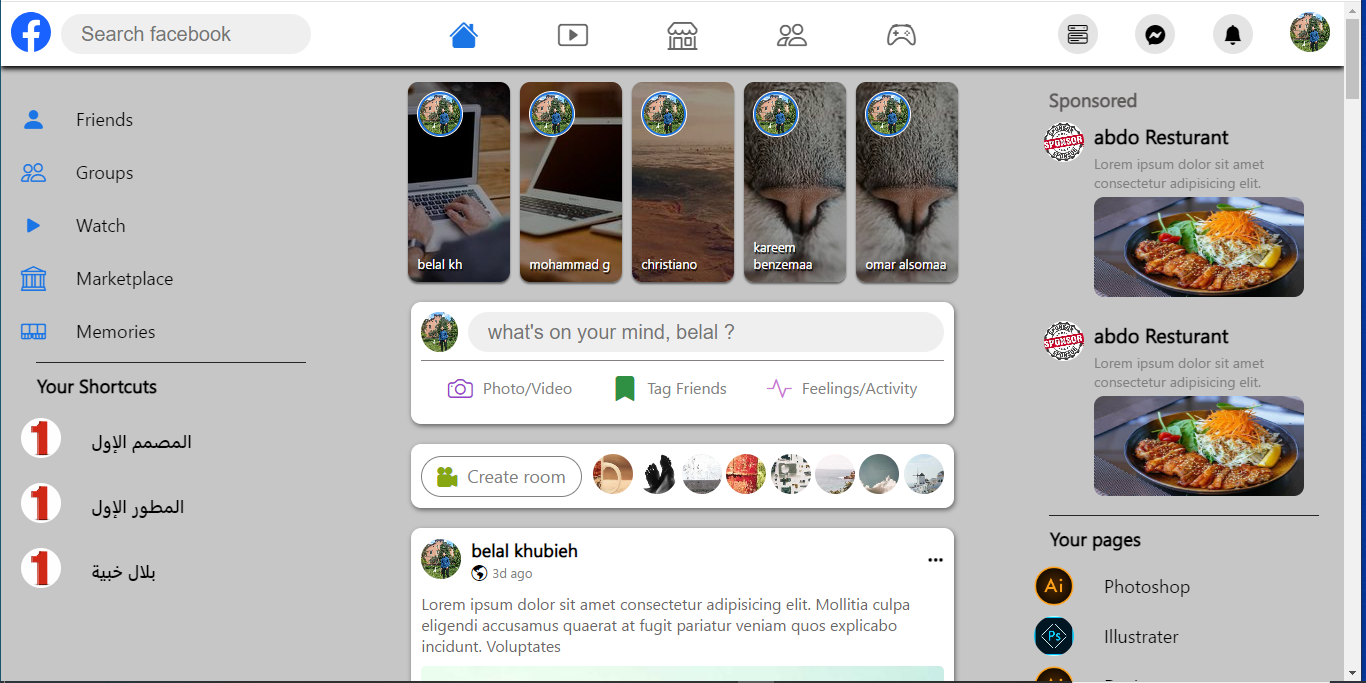 Search facebook
Friends
Groups
Watch
Marketplace
Memories
Your Shortcuts
المصمم الإول
المطور الإول
بلال خبية
belal kh
mohammad g
christiano
kareem
benzemaa
omar alsomaa
what's on your mind, belal ?
Photo/Video
Tag Friends
Feelings/Activity
Create room
belal khubieh
3d ago
Lorem ipsum dolor sit amet consectetur adipisicing elit. Mollitia culpa
eligendi accusamus quaerat at fugit pariatur veniam quos explicabo
incidunt. Voluptates
Sponsored
SPONSOR
abdo Resturant
Lorem ipsum dolor sit amet
consectetur adipisicing elit.
SPONSOR
abdo Resturant
Lorem ipsum dolor sit amet
consectetur adipisicing elit.
Your pages
Ai
Photoshop
Ps
Illustrater